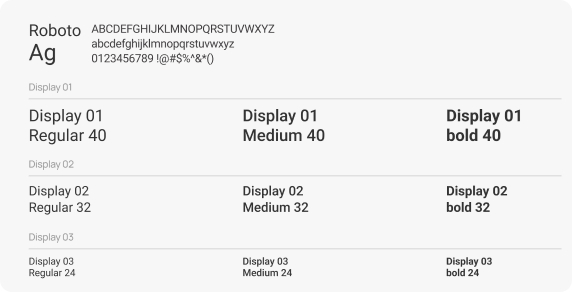 Roboto
Ag
ABCDEFGHIJKLMNOPQRSTUVWXYZ
abcdefghijklmnopqrstuvwxyz
0123456789 !@#$%^&*()
Display 01
Display 01
Regular 40
Display 01
Medium 40
Display 01
bold 40
Display 02
Display 02
Regular 32
Display 02
Medium 32
Display 02
bold 32
Display 03
Display 03
Regular 24
Display 03
Medium 24
Display 03
bold 24